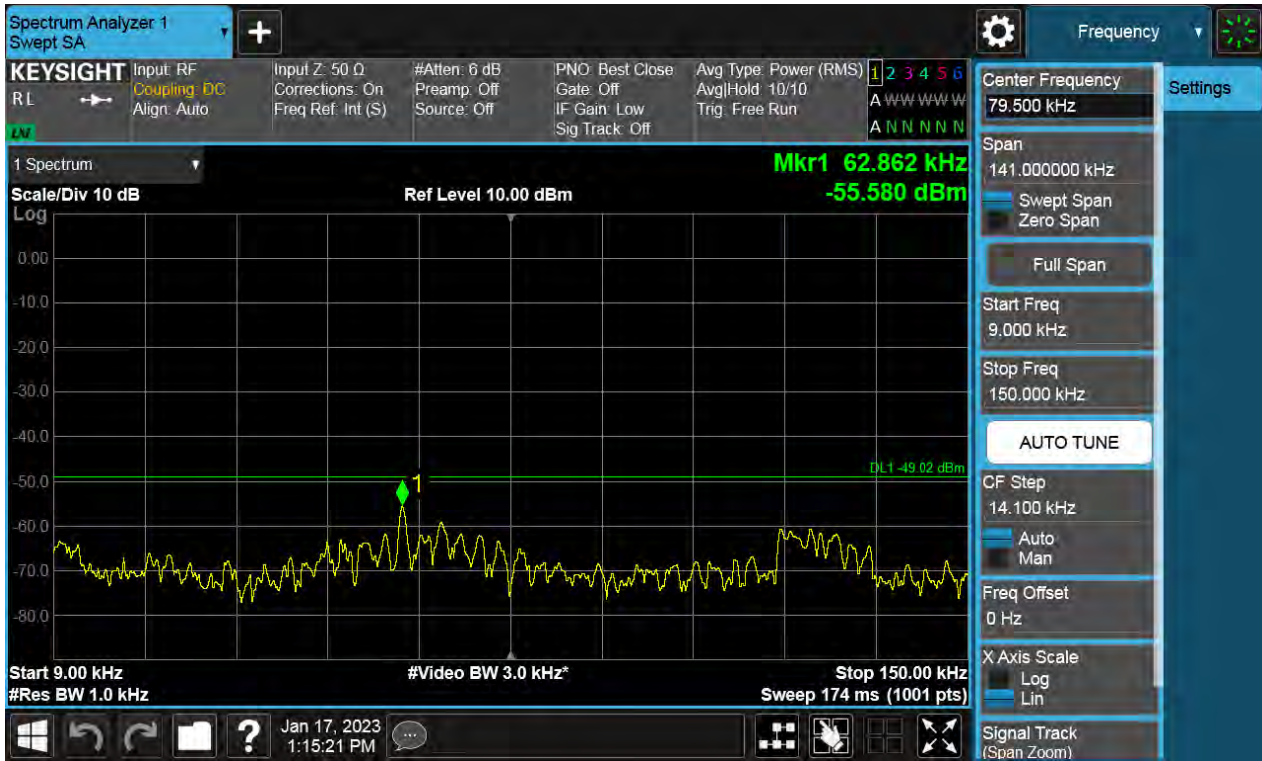 Spectrum Analyzer 1
Swept SA
+
Frequency
KEYSIGHT
RL
LNI
Input: RF
Coupling: DC
Align: Auto
Input Z: 50 Ω
Corrections: On
Freq Ref: Int (S)
#Atten: 6 dB
Preamp: Off
Source: Off
PNO: Best Close
Gate: Off
IF Gain: Low
Sig Track: Off
Avg Type: Power (RMS)
Avg|Hold: 10/10
Trig: Free Run
1 2 3 4 5 6
A W W W W W
A N N N N N
1 Spectrum
Mkr1 62.862 kHz
-55.580 dBm
Scale/Div 10 dB
Ref Level 10.00 dBm
Log
0.00
-10.0
-20.0
-30.0
-40.0
-50.0
-60.0
-70.0
-80.0
DL1 -49.02 dBm
1
Start 9.00 kHz
#Video BW 3.0 kHz*
Stop 150.00 kHz
#Res BW 1.0 kHz
Sweep 174 ms (1001 pts)
Center Frequency
79.500 kHz
Settings
Span
141.000000 kHz
Swept Span
Zero Span
Full Span
Start Freq
9.000 kHz
Stop Freq
150.000 kHz
AUTO TUNE
CF Step
14.100 kHz
Auto
Man
Freq Offset
0 Hz
X Axis Scale
Log
Lin
Signal Track
(Span Zoom)
?
Jan 17, 2023
1:15:21 PM